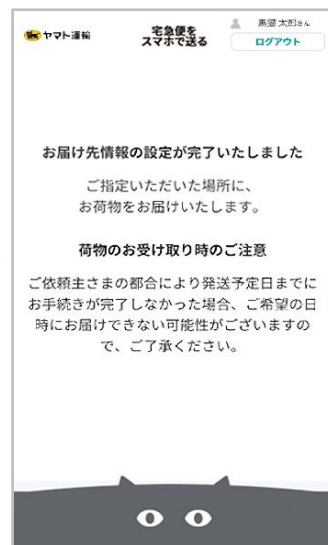 ヤマト運輸
宅急便を
スマホで送る
黒猫 太郎さん
ログアウト
お届け先情報の設定が完了いたしました
ご指定いただいた場所に、
お荷物をお届けいたします。
荷物のお受け取り時のご注意
ご依頼主さまの都合により発送予定日までに
お手続きが完了しなかった場合、ご希望の日
時にお届けできない可能性がございますの
で、ご了承ください。